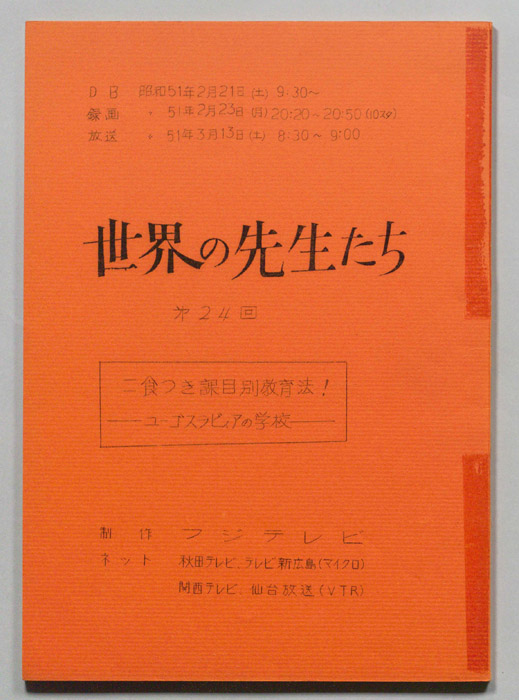 DB 昭和51年2月21日(土) 9:30〜
録画 〃 51年2月23日(月) 20:20〜20:50(10スタ)
放送 〃 51年3月13日(土) 8:30〜9:00
世界の先生たち
第24回
二食つき課目別教育法!
――ユーゴスラビィアの学校――
制作 フジテレビ
ネット 秋田テレビ、テレビ新広島(マイクロ)
関西テレビ、仙台放送(VTR)